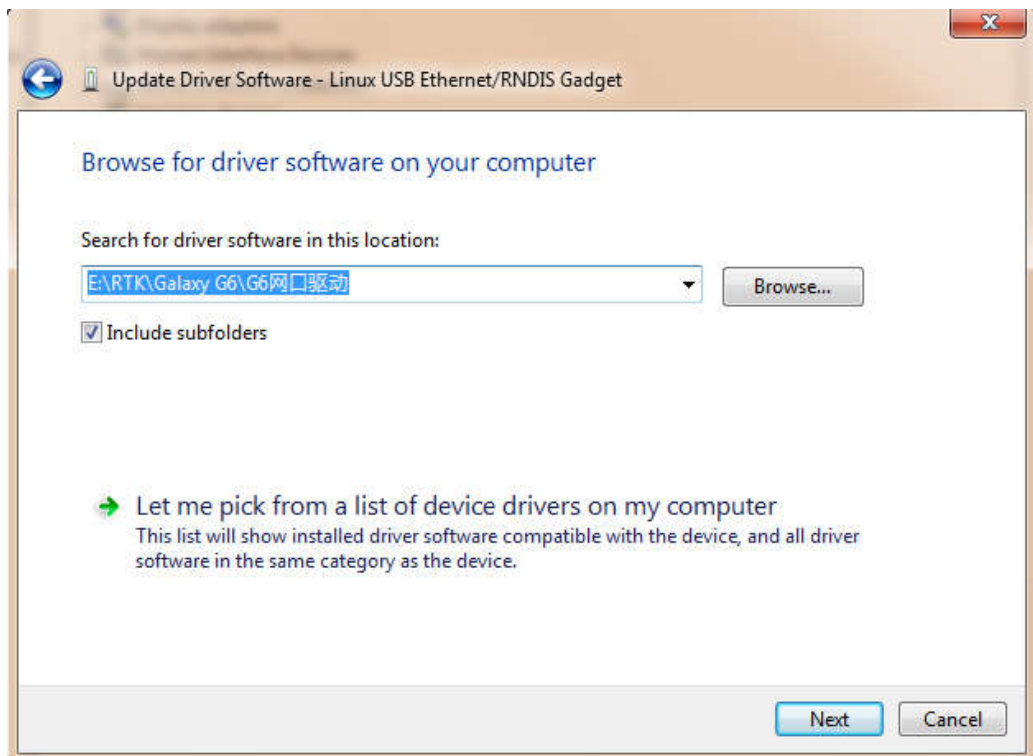 Update Driver Software - Linux USB Ethernet/RNDIS Gadget
Browse for driver software on your computer
Search for driver software in this location:
E:\RTK\Galaxy G6\G6网口驱动
Browse...
Include subfolders
Let me pick from a list of device drivers on my computer
This list will show installed driver software compatible with the device, and all driver
software in the same category as the device.
Next
Cancel